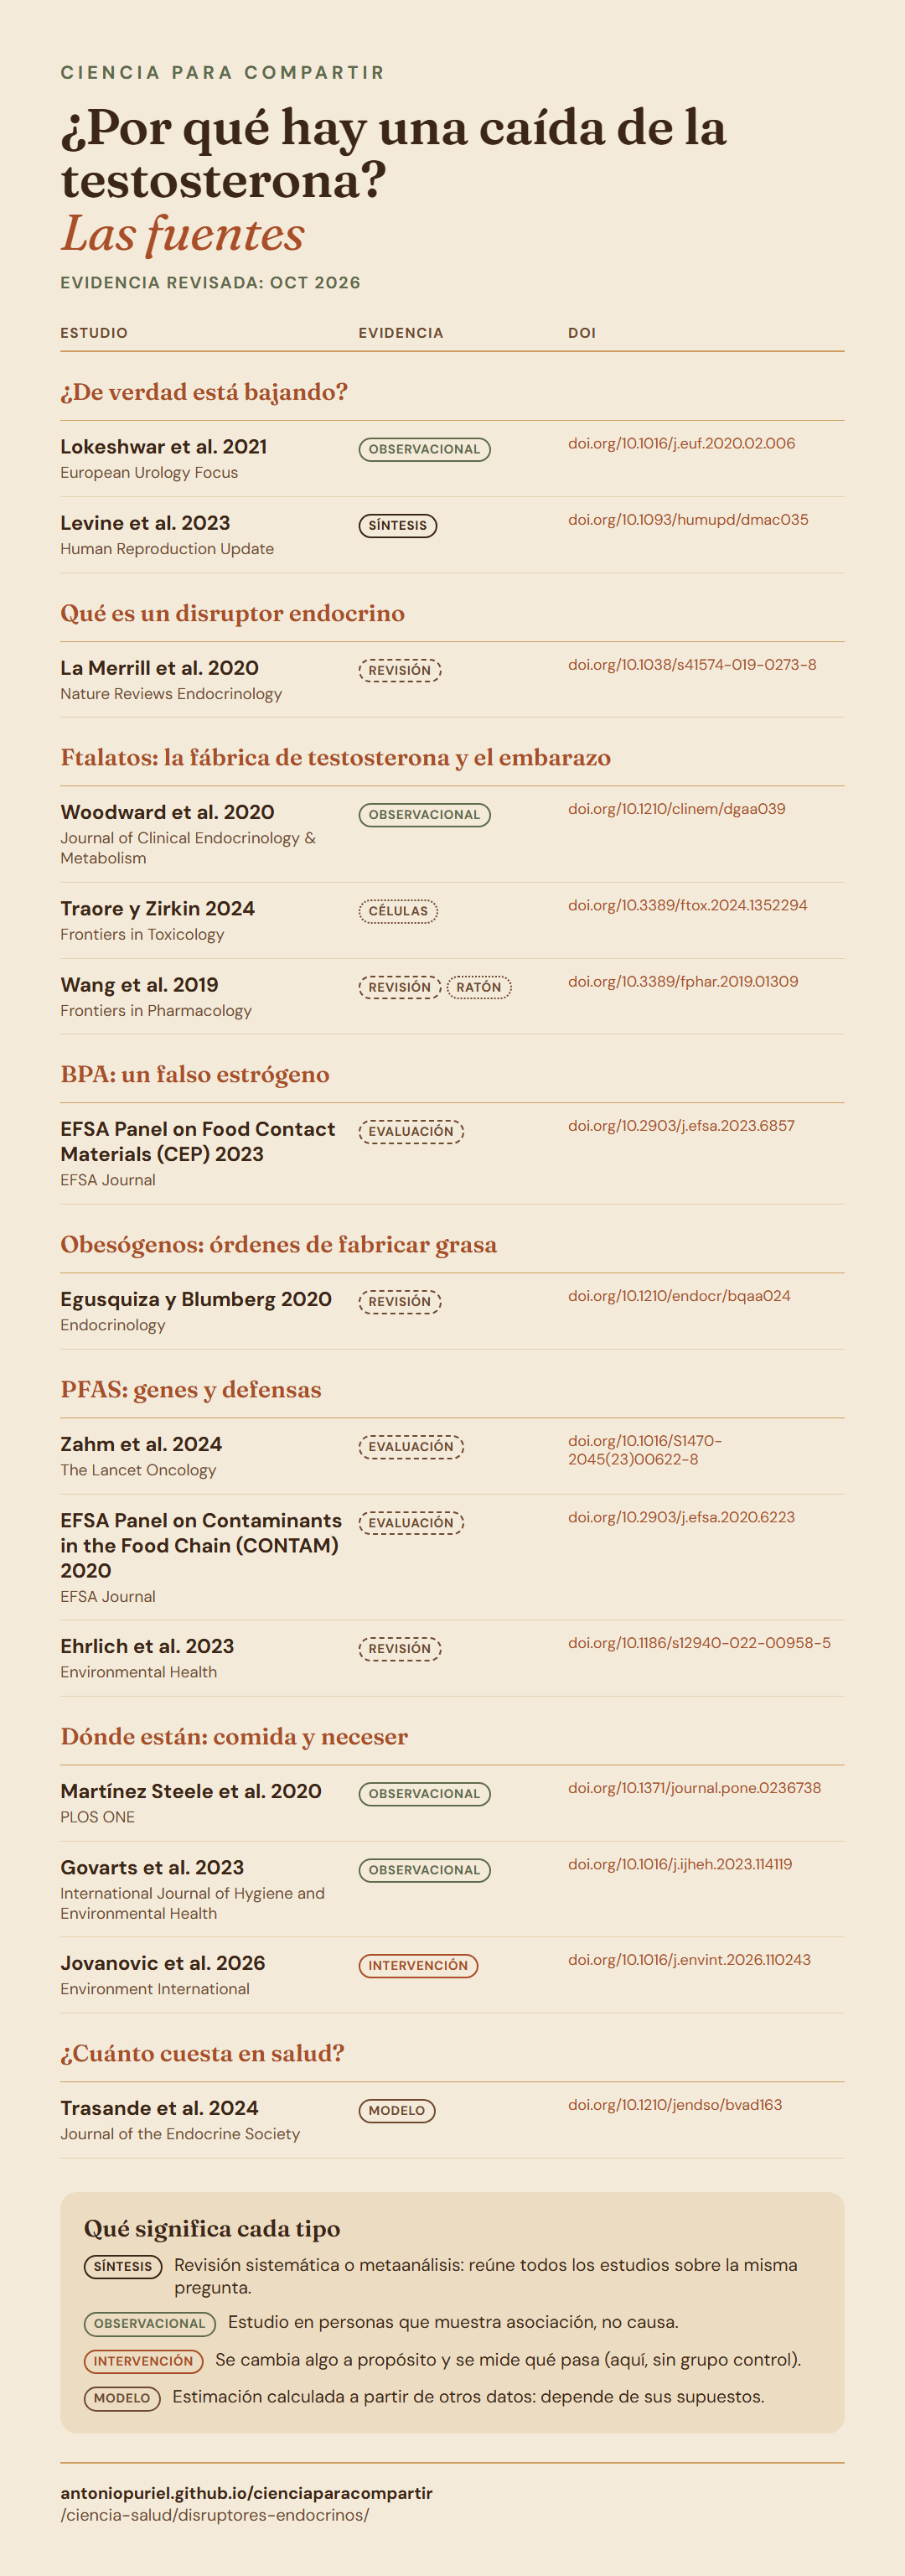 CIENCIA PARA COMPARTIR
¿Por qué hay una caída de la
testosterona?
Las fuentes
EVIDENCIA REVISADA: OCT 2026
ESTUDIO EVIDENCIA DOI
¿De verdad está bajando?
Lokeshwar et al. 2021 OBSERVACIONAL doi.org/10.1016/j.euf.2020.02.006
European Urology Focus
Levine et al. 2023 SÍNTESIS doi.org/10.1093/humupd/dmac035
Human Reproduction Update
Qué es un disruptor endocrino
La Merrill et al. 2020 REVISIÓN doi.org/10.1038/s41574-019-0273-8
Nature Reviews Endocrinology
Ftalatos: la fábrica de testosterona y el embarazo
Woodward et al. 2020 OBSERVACIONAL doi.org/10.1210/clinem/dgaa039
Journal of Clinical Endocrinology &
Metabolism
Traore y Zirkin 2024 CÉLULAS doi.org/10.3389/ftox.2024.1352294
Frontiers in Toxicology
Wang et al. 2019 REVISIÓN RATÓN doi.org/10.3389/fphar.2019.01309
Frontiers in Pharmacology
BPA: un falso estrógeno
EFSA Panel on Food Contact EVALUACIÓN doi.org/10.2903/j.efsa.2023.6857
Materials (CEP) 2023
EFSA Journal
Obesógenos: órdenes de fabricar grasa
Egusquiza y Blumberg 2020 REVISIÓN doi.org/10.1210/endocr/bqaa024
Endocrinology
PFAS: genes y defensas
Zahm et al. 2024 EVALUACIÓN doi.org/10.1016/S1470-
2045(23)00622-8
The Lancet Oncology
EFSA Panel on Contaminants EVALUACIÓN doi.org/10.2903/j.efsa.2020.6223
in the Food Chain (CONTAM)
2020
EFSA Journal
Ehrlich et al. 2023 REVISIÓN doi.org/10.1186/s12940-022-00958-5
Environmental Health
Dónde están: comida y neceser
Martínez Steele et al. 2020 OBSERVACIONAL doi.org/10.1371/journal.pone.0236738
PLOS ONE
Govarts et al. 2023 OBSERVACIONAL doi.org/10.1016/j.ijheh.2023.114119
International Journal of Hygiene and
Environmental Health
Jovanovic et al. 2026 INTERVENCIÓN doi.org/10.1016/j.envint.2026.110243
Environment International
¿Cuánto cuesta en salud?
Trasande et al. 2024 MODELO doi.org/10.1210/jendso/bvad163
Journal of the Endocrine Society
Qué significa cada tipo
SÍNTESIS Revisión sistemática o metaanálisis: reúne todos los estudios sobre la misma
pregunta.
OBSERVACIONAL Estudio en personas que muestra asociación, no causa.
INTERVENCIÓN Se cambia algo a propósito y se mide qué pasa (aquí, sin grupo control).
MODELO Estimación calculada a partir de otros datos: depende de sus supuestos.
antoniopuriel.github.io/cienciaparacompartir
/ciencia-salud/disruptores-endocrinos/